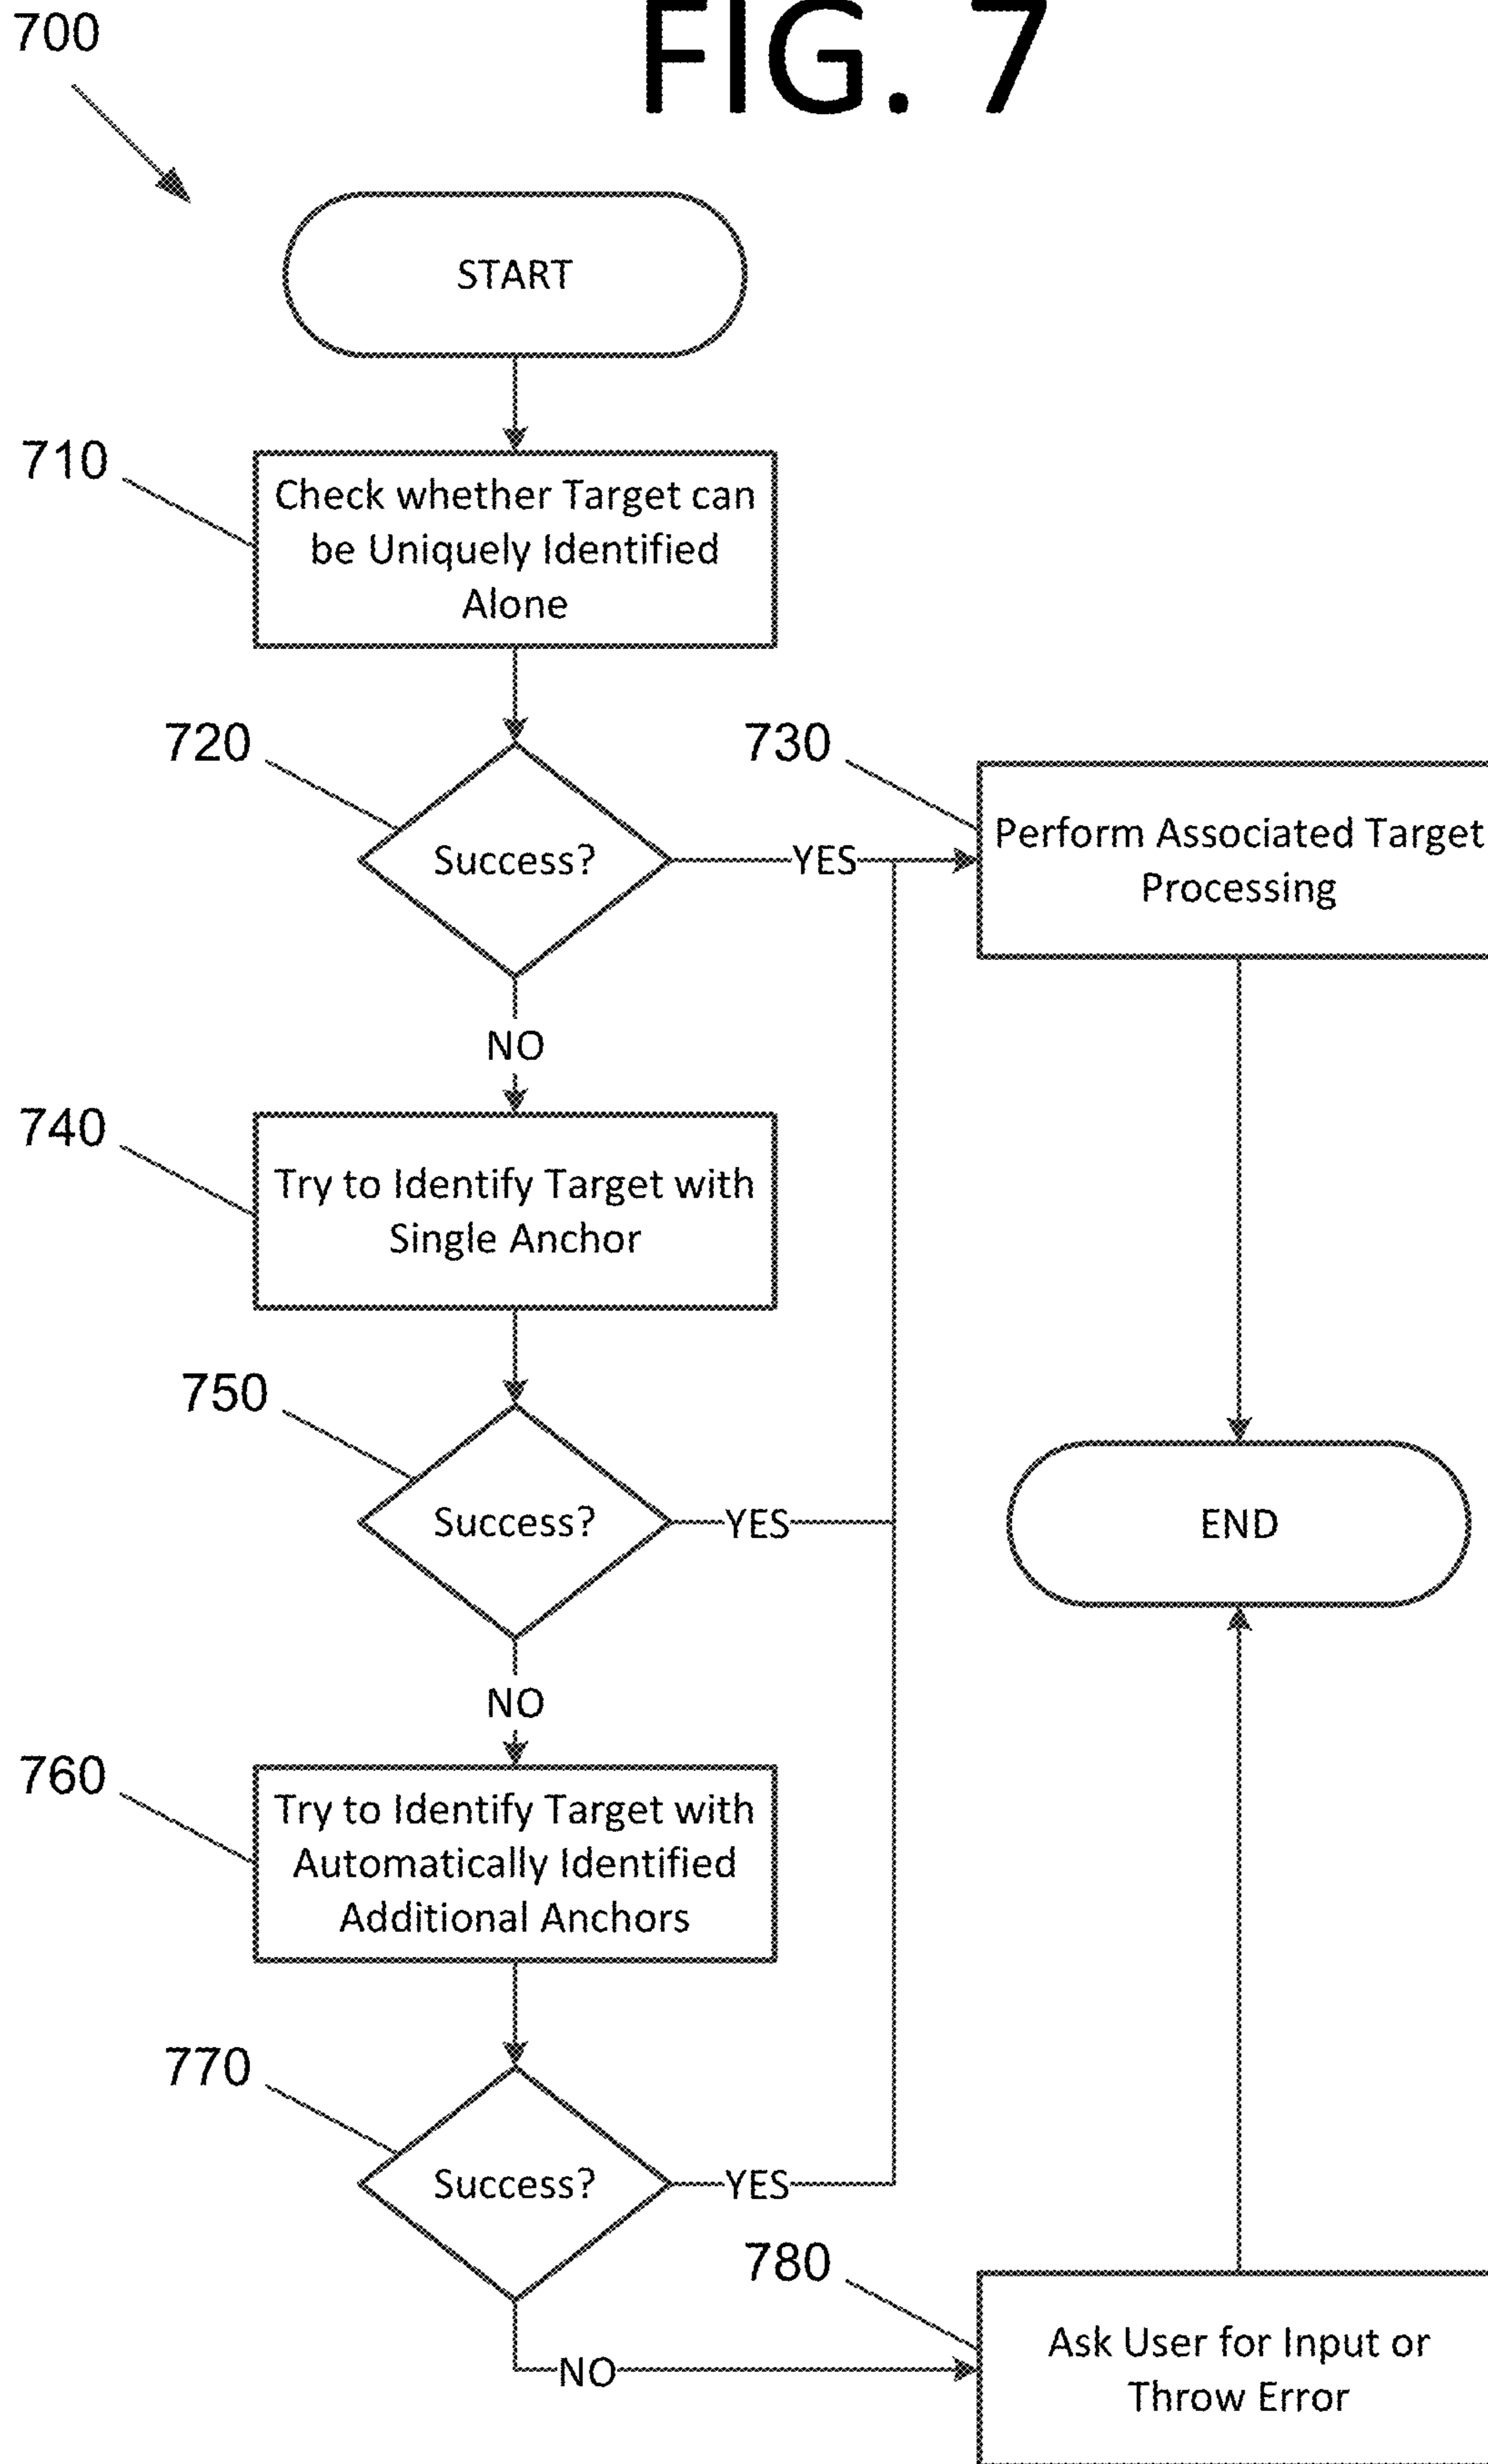 700
FIG. 7
START
710
Check whether Target can
be Uniquely Identified
Alone
720
730
Success?
YES
Perform Associated Target
Processing
NO
740
Try to Identify Target with
Single Anchor
750
Success?
YES
END
NO
760
Try to Identify Target with
Automatically Identified
Additional Anchors
770
Success?
YES
780
NO
Ask User for Input or
Throw Error